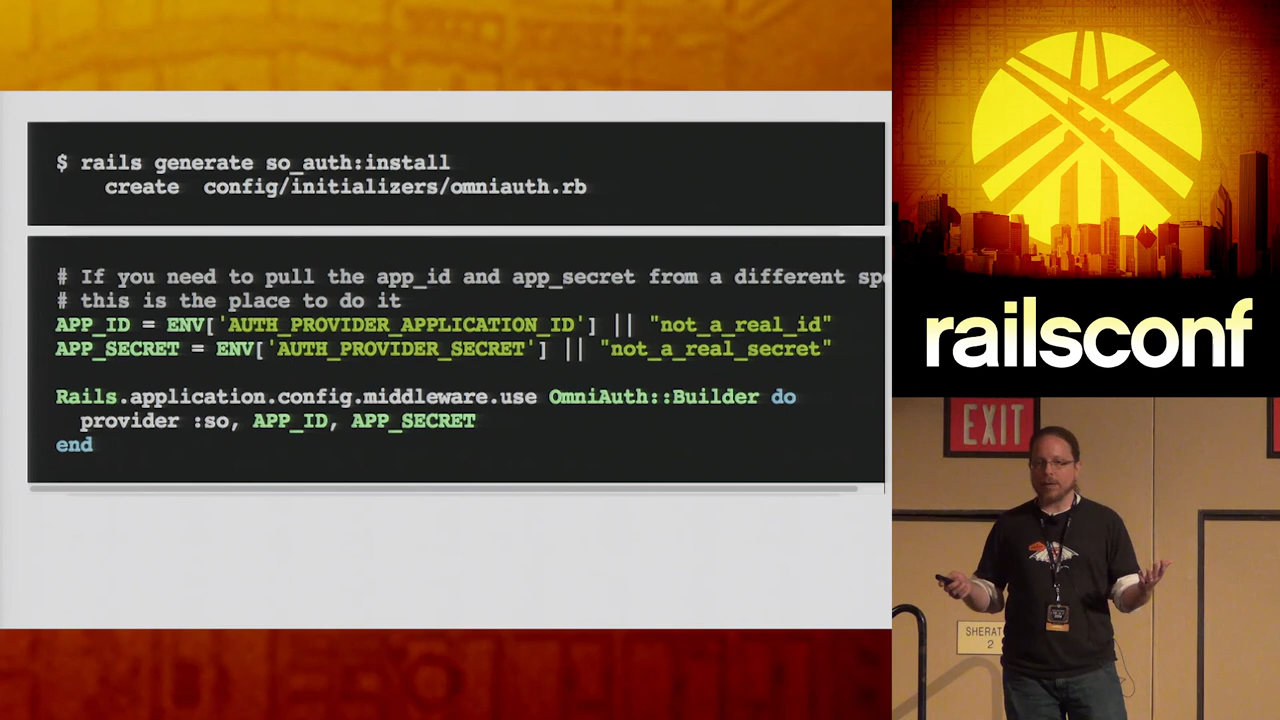 $ rails generate so_auth:install
create config/initializers/omniauth.rb
# If you need to pull the app_id and app_secret from a different
# this is the place to do it
APP_ID = ENV['AUTH_PROVIDER_APPLICATION_ID'] || "not_a_real_id"
APP_SECRET = ENV['AUTH_PROVIDER_SECRET'] || "not_a_real_secret"
Rails.application.config.middleware.use OmniAuth::Builder do
provider :so, APP_ID, APP_SECRET
end
railsconf
EXIT
SHERAT
2